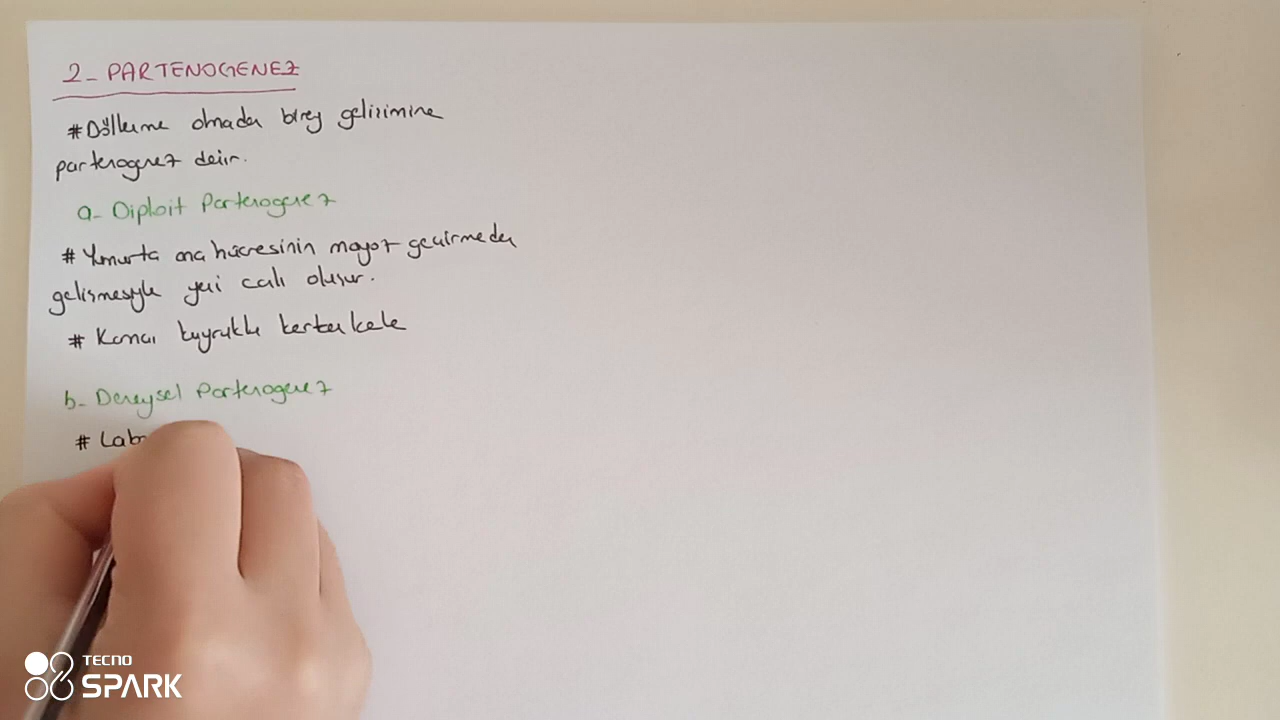 2- PARTENOGENEZ
#Dölleme olmadan birey gelişimine
partenogenez denir.
a- Diploit Partenogenez
# Yumurta ana hücresinin mayoz geçirmeden
gelişmesiyle yeni canlı oluşur.
# Kamçı kuyruklu kertenkele
b- Deneysel Partenogenez
# Lab
TECNO
SPARK